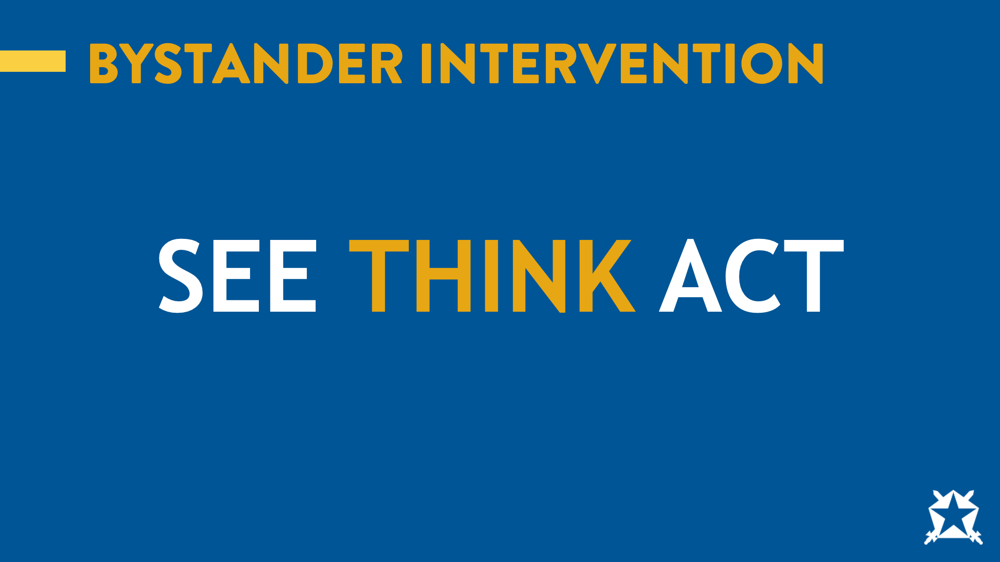 BYSTANDER INTERVENTION
SEE THINK ACT